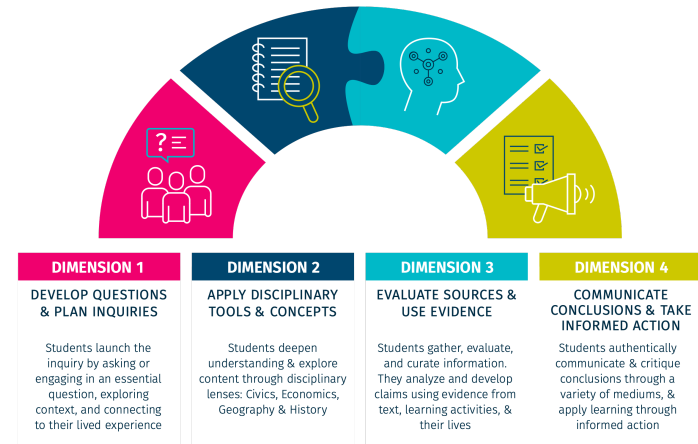 ?
DIMENSION 1
DEVELOP QUESTIONS
& PLAN INQUIRIES
Students launch the
inquiry by asking or
engaging in an essential
question, exploring
context, and connecting
to their lived experience
DIMENSION 2
APPLY DISCIPLINARY
TOOLS & CONCEPTS
Students deepen
understanding & explore
content through disciplinary
lenses: Civics, Economics,
Geography & History
DIMENSION 3
EVALUATE SOURCES &
USE EVIDENCE
Students gather, evaluate,
and curate information.
They analyze and develop
claims using evidence from
text, learning activities, &
their lives
DIMENSION 4
COMMUNICATE
CONCLUSIONS & TAKE
INFORMED ACTION
Students authentically
communicate & critique
conclusions through a
variety of mediums, &
apply learning through
informed action